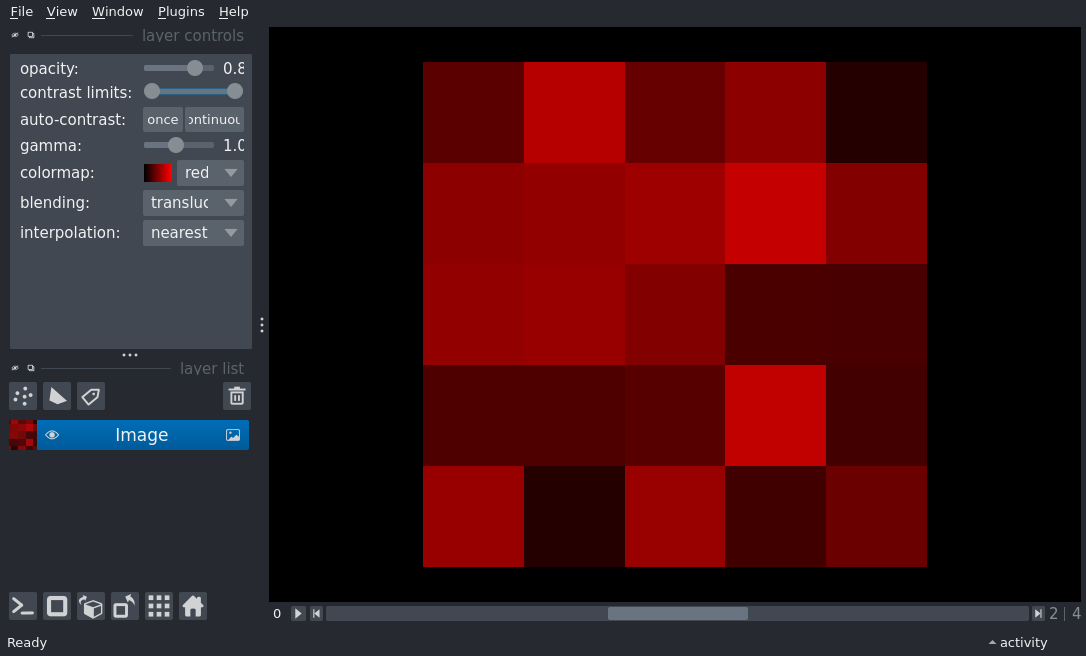 File View Window Plugins Help
layer controls
opacity: 0.8
contrast limits:
auto-contrast: once ontinuou
gamma: 1.0
colormap: red
blending: transluc
interpolation: nearest
layer list
Image
0 2 | 4
Ready activity